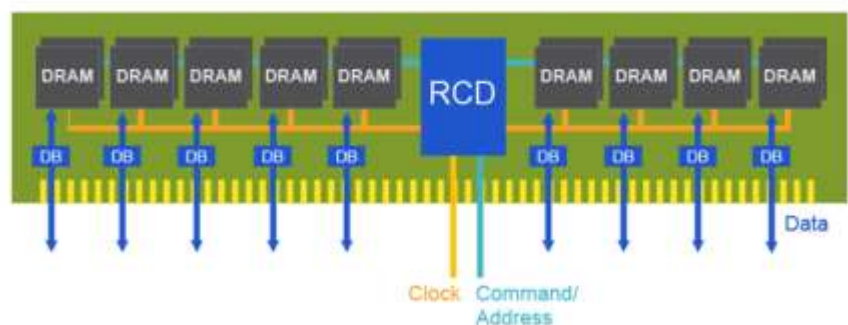 DRAM DRAM DRAM DRAM DRAM RCD DRAM DRAM DRAM DRAM
DB DB DB DB DB DB DB DB DB
Data
Clock Command/
Address